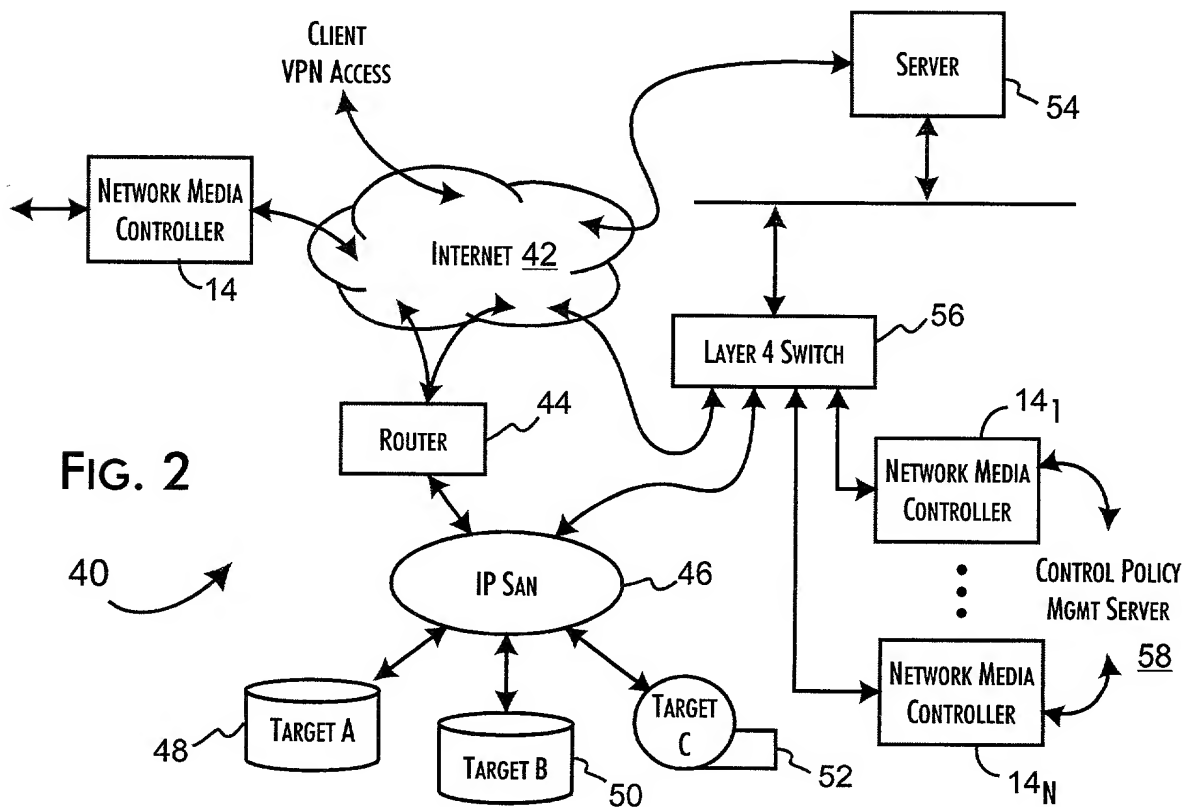 CLIENT
VPN ACCESS
SERVER
54
NETWORK MEDIA
CONTROLLER
14
INTERNET 42
56
LAYER 4 SWITCH
ROUTER
44
FIG. 2
14₁
NETWORK MEDIA
CONTROLLER
40
IP SAN
46
CONTROL POLICY
MGMT SERVER
58
NETWORK MEDIA
CONTROLLER
14N
48
TARGET A
TARGET B
50
TARGET
C
52